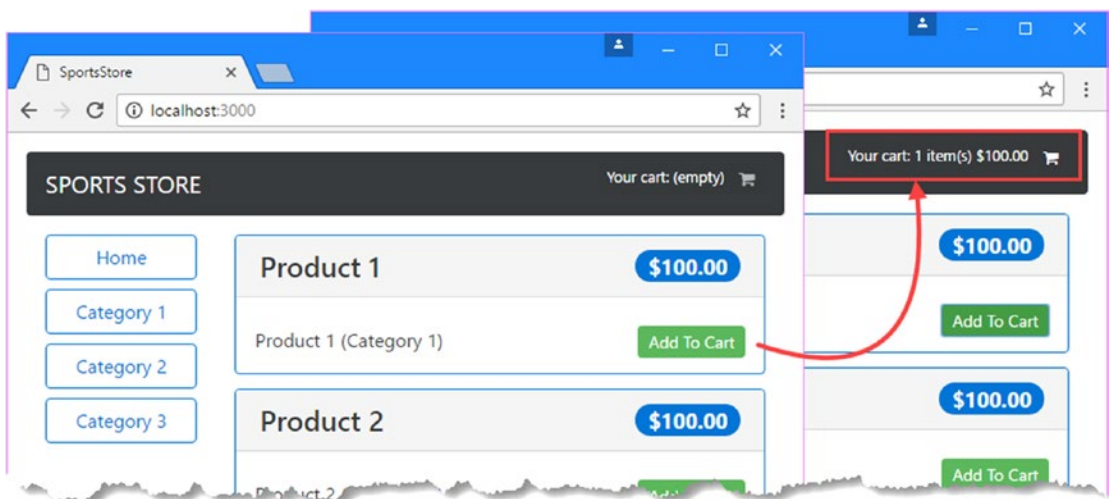 SportsStore
localhost:3000
SPORTS STORE
Your cart: (empty)
Your cart: 1 item(s) $100.00
Home
Category 1
Category 2
Category 3
Product 1
$100.00
Product 1 (Category 1)
Add To Cart
Product 2
$100.00
Product 2
$100.00
Add To Cart
$100.00
Add To Cart